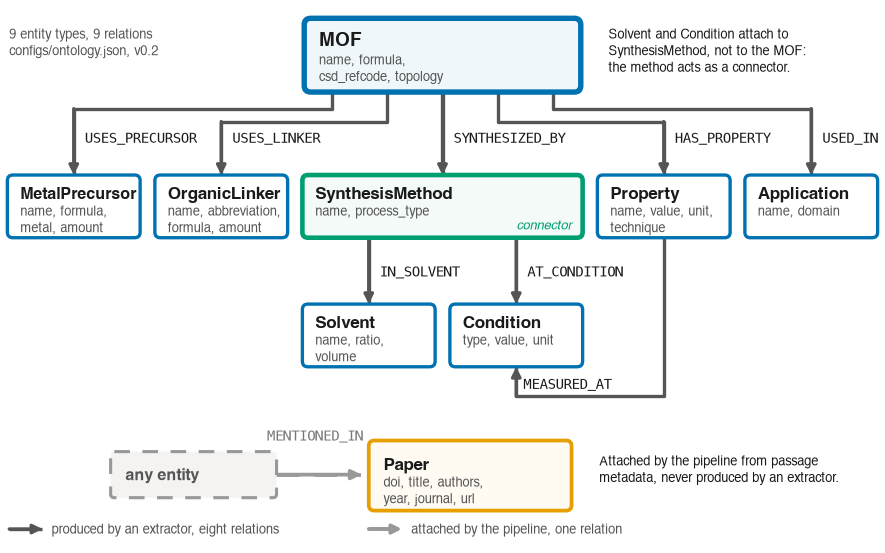 9 entity types, 9 relations
configs/ontology.json, v0.2
MOF
name, formula,
csd_refcode, topology
Solvent and Condition attach to
SynthesisMethod, not to the MOF:
the method acts as a connector.
USES_PRECURSOR
USES_LINKER
SYNTHESIZED_BY
HAS_PROPERTY
USED_IN
MetalPrecursor
name, formula,
metal, amount
OrganicLinker
name, abbreviation,
formula, amount
SynthesisMethod
name, process_type
connector
Property
name, value, unit,
technique
Application
name, domain
IN_SOLVENT
AT_CONDITION
Solvent
name, ratio,
volume
Condition
type, value, unit
MEASURED_AT
MENTIONED_IN
any entity
Paper
doi, title, authors,
year, journal, url
Attached by the pipeline from passage
metadata, never produced by an extractor.
produced by an extractor, eight relations
attached by the pipeline, one relation